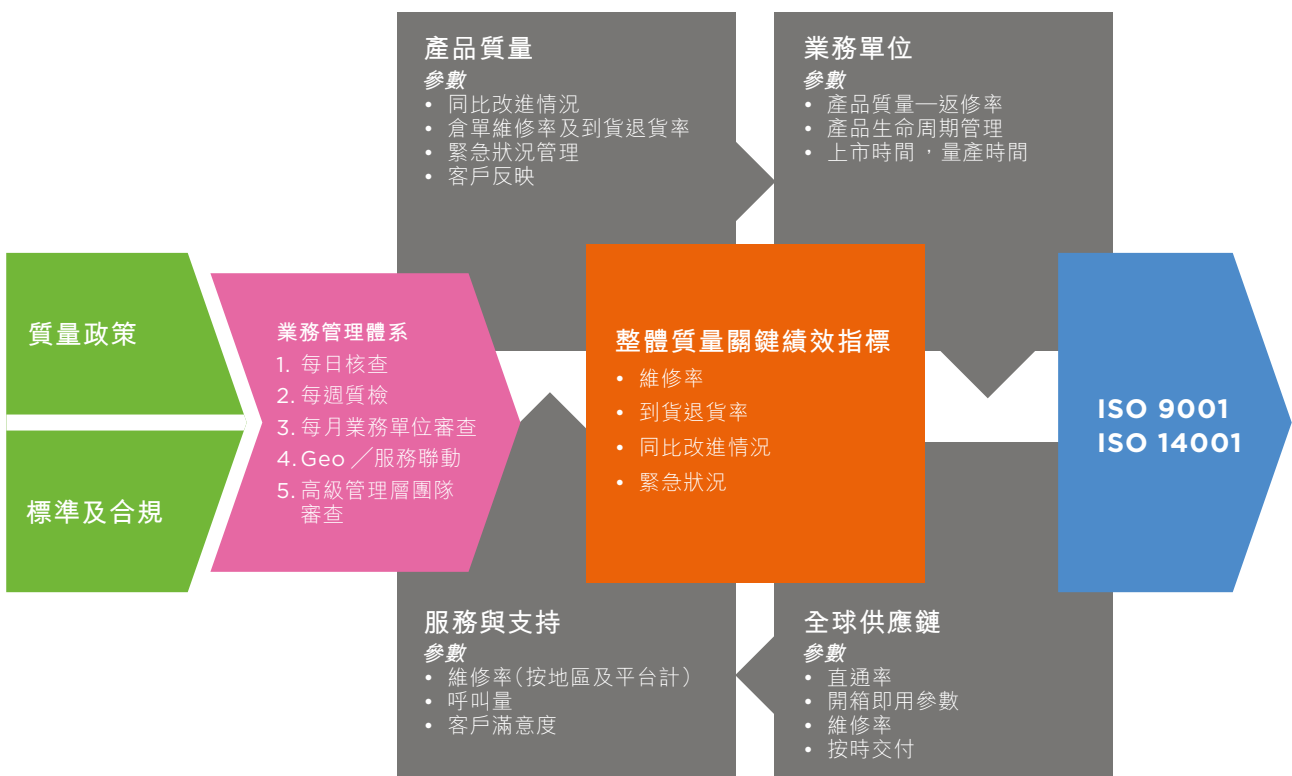 產品質量
參數
• 同比改進情況
• 倉單維修率及到貨退貨率
• 緊急狀況管理
• 客戶反映
業務單位
參數
• 產品質量—返修率
• 產品生命周期管理
• 上市時間，量產時間
質量政策
標準及合規
業務管理體系
1. 每日核查
2. 每週質檢
3. 每月業務單位審查
4. Geo／服務聯動
5. 高級管理層團隊
審查
整體質量關鍵績效指標
• 維修率
• 到貨退貨率
• 同比改進情況
• 緊急狀況
ISO 9001
ISO 14001
服務與支持
參數
• 維修率(按地區及平台計)
• 呼叫量
• 客戶滿意度
全球供應鏈
參數
• 直通率
• 開箱即用參數
• 維修率
• 按時交付